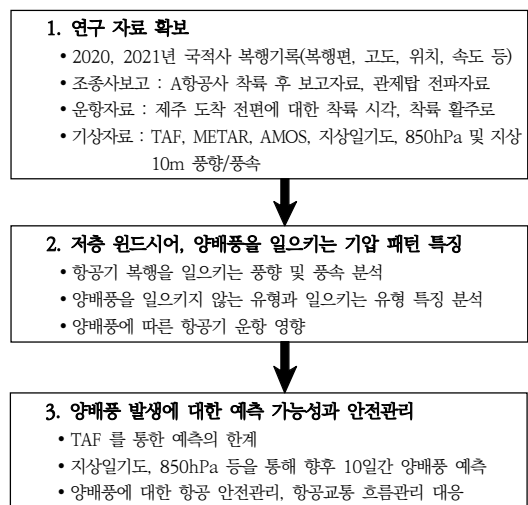 1. 연구 자료 확보
• 2020, 2021년 국적사 복행기록(복행편, 고도, 위치, 속도 등)
• 조종사보고 : A항공사 착륙 후 보고자료, 관제탑 전파자료
• 운항자료 : 제주 도착 전편에 대한 착륙 시각, 착륙 활주로
• 기상자료 : TAF, METAR, AMOS, 지상일기도, 850hPa 및 지상
10m 풍향/풍속
2. 저층 윈드시어, 양배풍을 일으키는 기압 패턴 특징
• 항공기 복행을 일으키는 풍향 및 풍속 분석
• 양배풍을 일으키지 않는 유형과 일으키는 유형 특징 분석
• 양배풍에 따른 항공기 운항 영향
3. 양배풍 발생에 대한 예측 가능성과 안전관리
• TAF 를 통한 예측의 한계
• 지상일기도, 850hPa 등을 통해 향후 10일간 양배풍 예측
• 양배풍에 대한 항공 안전관리, 항공교통 흐름관리 대응